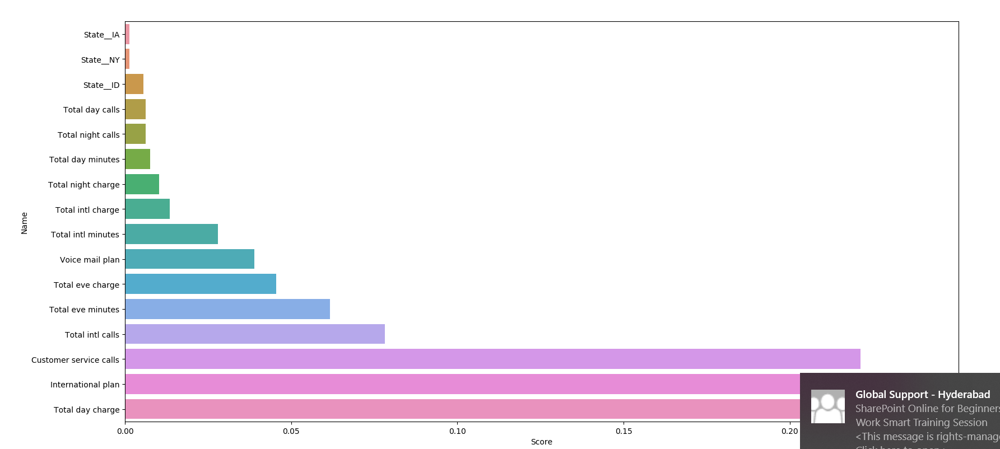 State__IA
State__NY
State__ID
Total day calls
Total night calls
Total day minutes
Total night charge
Total intl charge
Total intl minutes
Voice mail plan
Total eve charge
Total eve minutes
Total intl calls
Customer service calls
International plan
Total day charge
Name
0.00 0.05 0.10 0.15 0.20
Score
Global Support - Hyderabad
SharePoint Online for Beginners
Work Smart Training Session
<This message is rights-manag